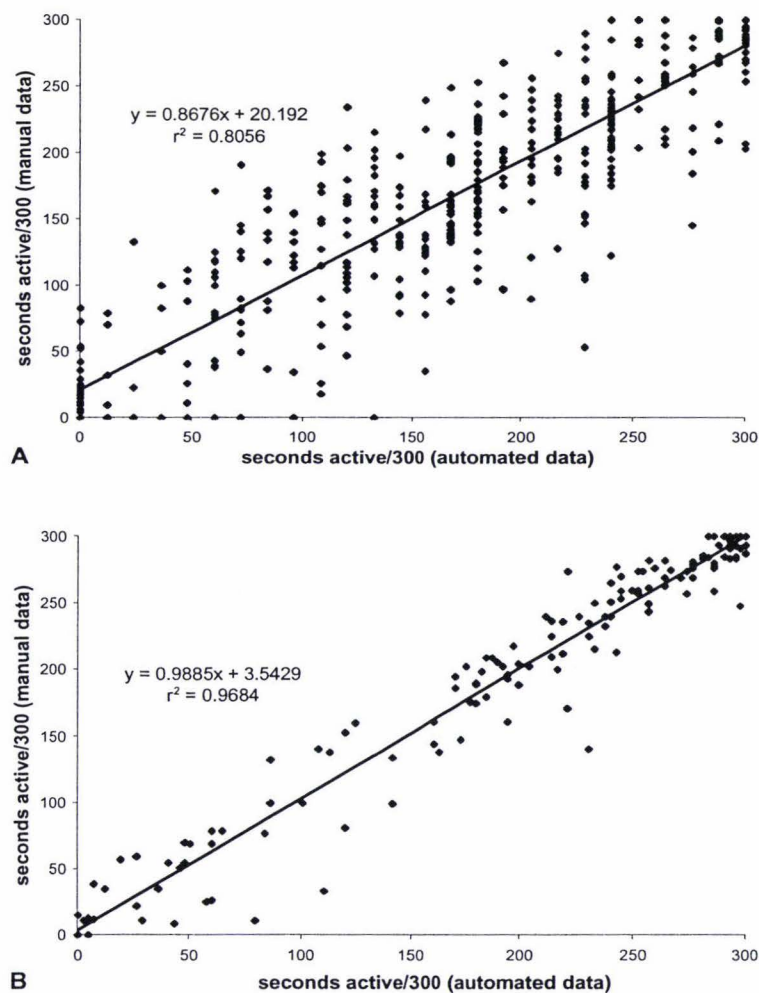 300
250
200
150
100
50
0
seconds active/300 (manual data)
y = 0.8676x + 20.192
r² = 0.8056
0 50 100 150 200 250 300
A
seconds active/300 (automated data)
300
250
200
150
100
50
0
seconds active/300 (manual data)
y = 0.9885x + 3.5429
r² = 0.9684
0 50 100 150 200 250 300
B
seconds active/300 (automated data)